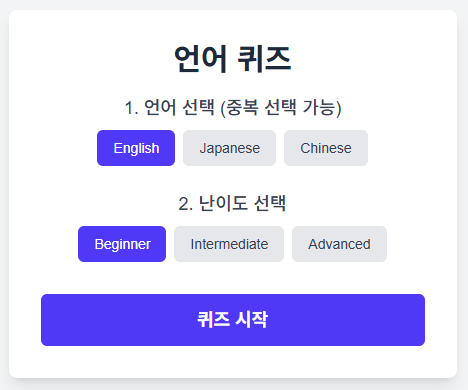 언어 퀴즈
1. 언어 선택 (중복 선택 가능)
English Japanese Chinese
2. 난이도 선택
Beginner Intermediate Advanced
퀴즈 시작